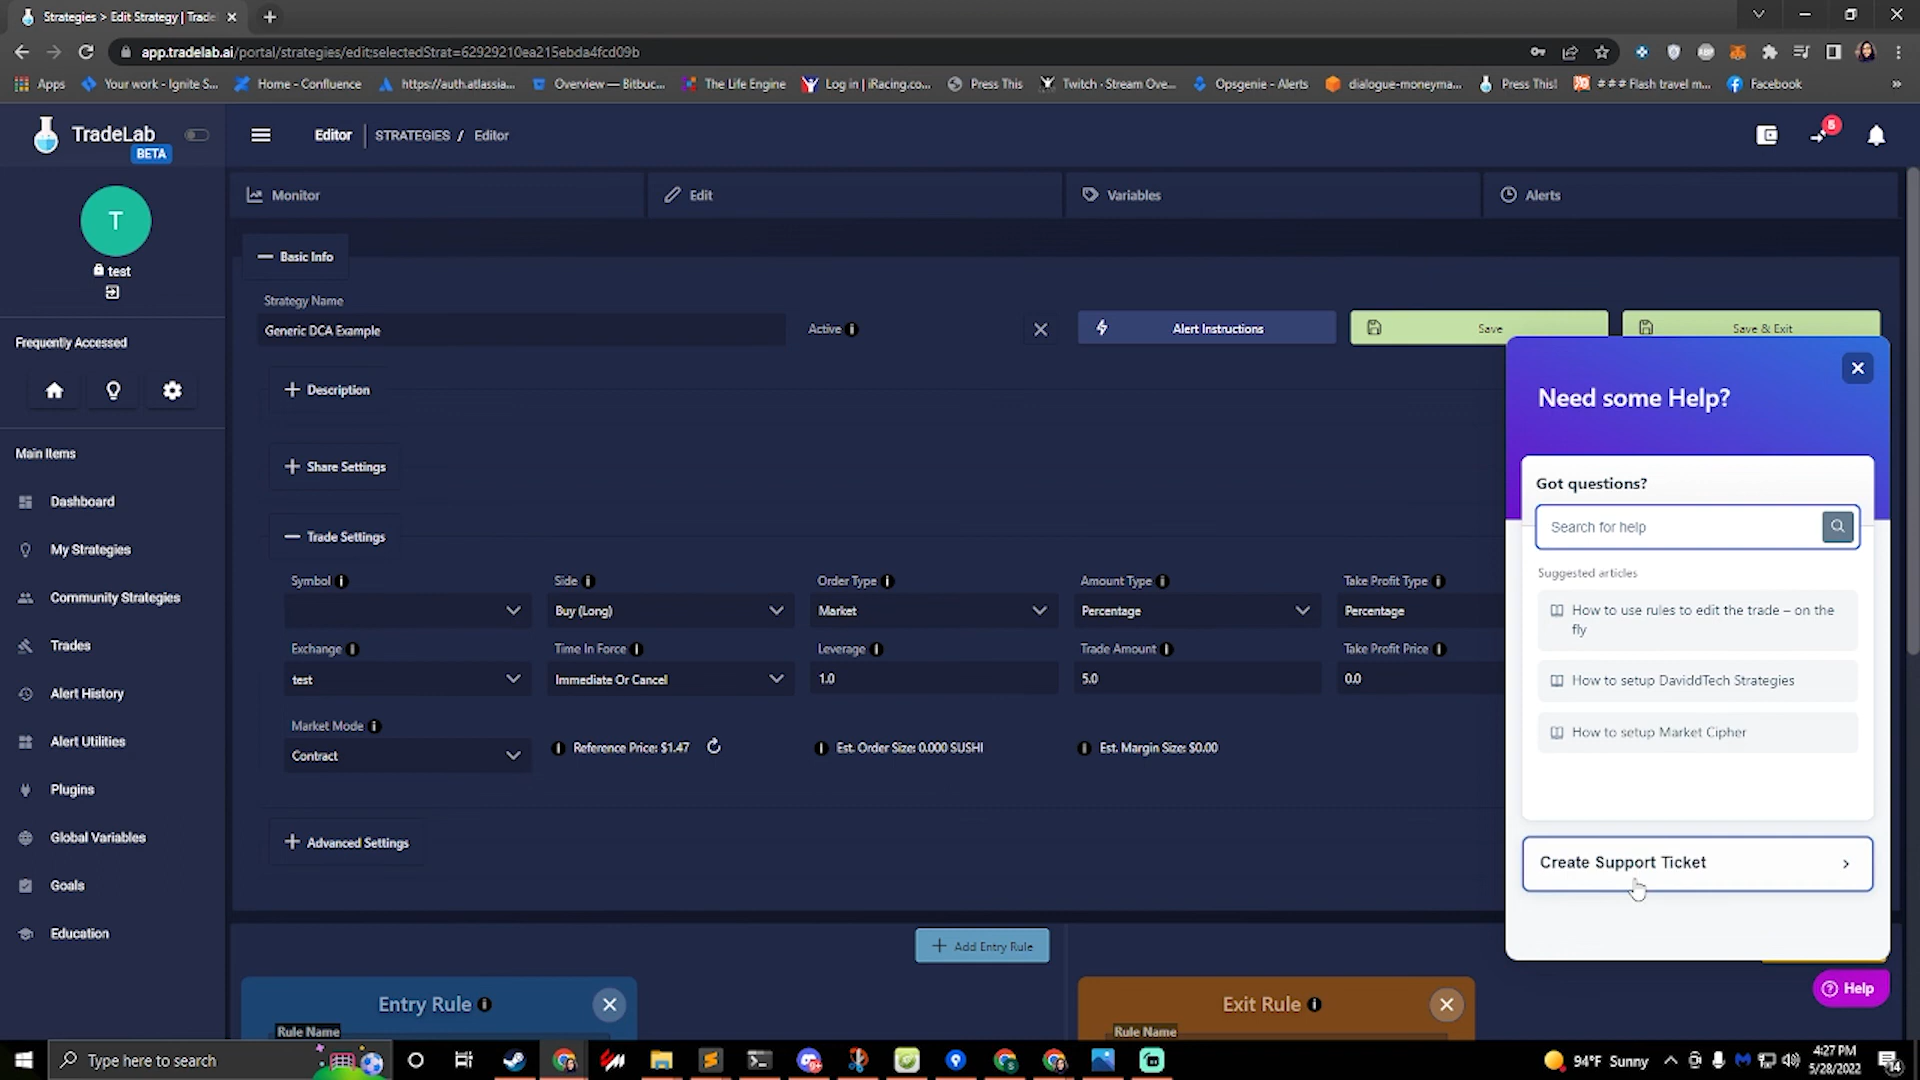 Strategies > Edit Strategy | Trade
app.tradelab.ai/portal/strategies/edit;selectedStrat=62929210ea215ebda4fcd09b
Apps
Your work - Ignite S...
Home - Confluence
https://auth.atlassia...
Overview — Bitbuc...
The Life Engine
Log in | iRacing.co...
Press This
Twitch · Stream Ove...
Opsgenie - Alerts
dialogue-moneyma...
Press This!
### Flash travel m...
Facebook
»
TradeLab
BETA
Editor
STRATEGIES / Editor
5
T
test
Frequently Accessed
Main Items
Dashboard
My Strategies
Community Strategies
Trades
Alert History
Alert Utilities
Plugins
Global Variables
Goals
Education
Monitor
Edit
Variables
Alerts
Basic Info
Strategy Name
Generic DCA Example
Active
Alert Instructions
Save
Save & Exit
Description
Share Settings
Trade Settings
Symbol
Side
Order Type
Amount Type
Take Profit Type
Buy (Long)
Market
Percentage
Percentage
Exchange
Time In Force
Leverage
Trade Amount
Take Profit Price
test
Immediate Or Cancel
1.0
5.0
0.0
Market Mode
Contract
Reference Price: $1.47
Est. Order Size: 0.000 SUSHI
Est. Margin Size: $0.00
Advanced Settings
Add Entry Rule
Entry Rule
Rule Name
Exit Rule
Rule Name
Need some Help?
Got questions?
Search for help
Suggested articles
How to use rules to edit the trade – on the
fly
How to setup DaviddTech Strategies
How to setup Market Cipher
Create Support Ticket
Help
Type here to search
94°F Sunny
4:27 PM
5/28/2022
14